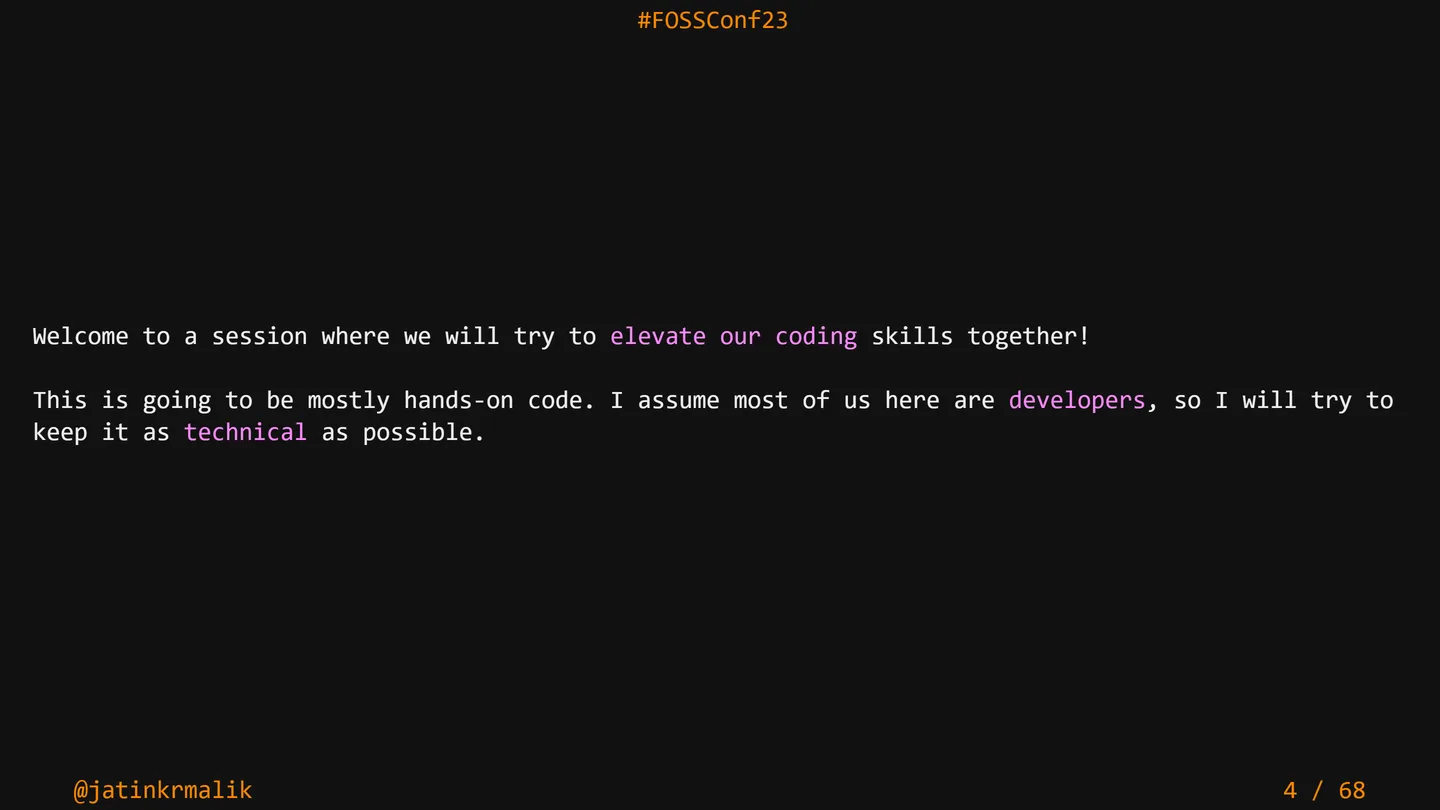 #FOSSConf23
Welcome to a session where we will try to elevate our coding skills together!
This is going to be mostly hands-on code. I assume most of us here are developers, so I will try to
keep it as technical as possible.
@jatinkrmalik
4 / 68